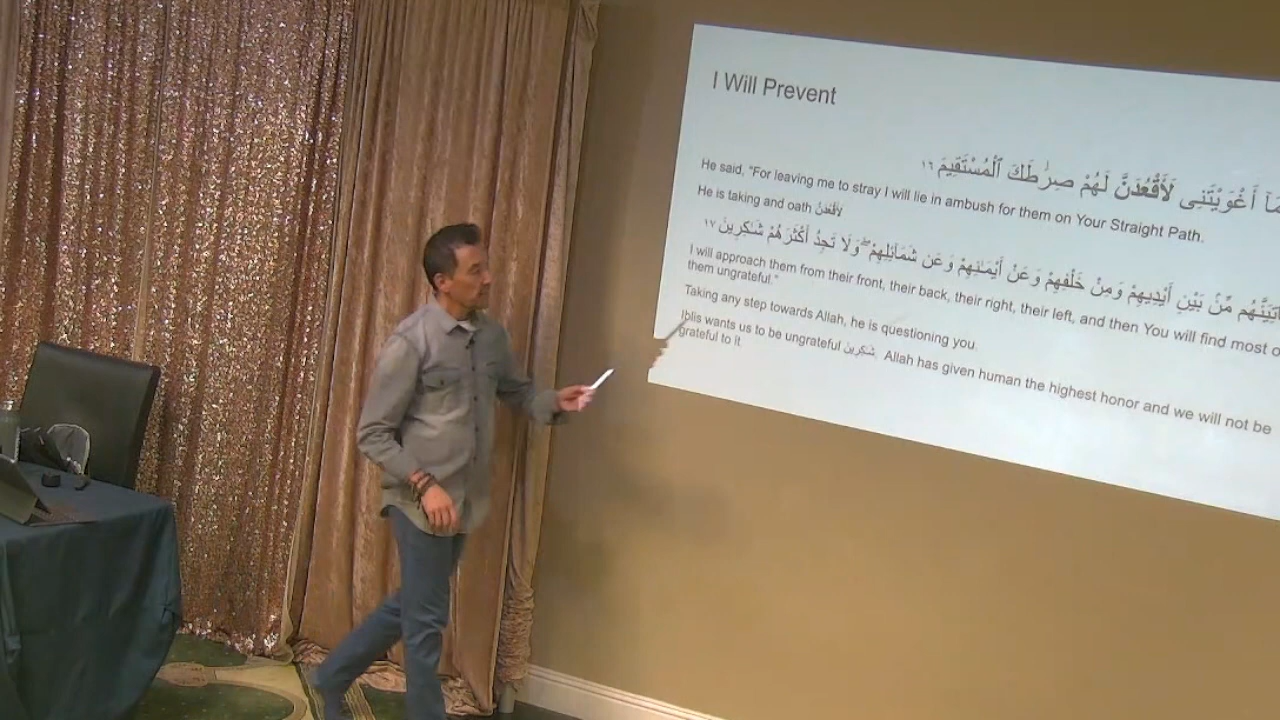 I Will Prevent
أَغْوَيْتَنِى لَأَقْعُدَنَّ لَهُمْ صِرَٰطَكَ ٱلْمُسْتَقِيمَ ١٦
He said, "For leaving me to stray I will lie in ambush for them on Your Straight Path.
He is taking and oath لَأَقْعُدَنَّ
مِّنۢ بَيْنِ أَيْدِيهِمْ وَمِنْ خَلْفِهِمْ وَعَنْ أَيْمَـٰنِهِمْ وَعَن شَمَآئِلِهِمْ ۖ وَلَا تَجِدُ أَكْثَرَهُمْ شَـٰكِرِينَ ١٧
I will approach them from their front, their back, their right, their left, and then You will find most
them ungrateful."
Taking any step towards Allah, he is questioning you.
Iblis wants us to be ungrateful شَـٰكِرِينَ. Allah has given human the highest honor and we will not be
grateful to it